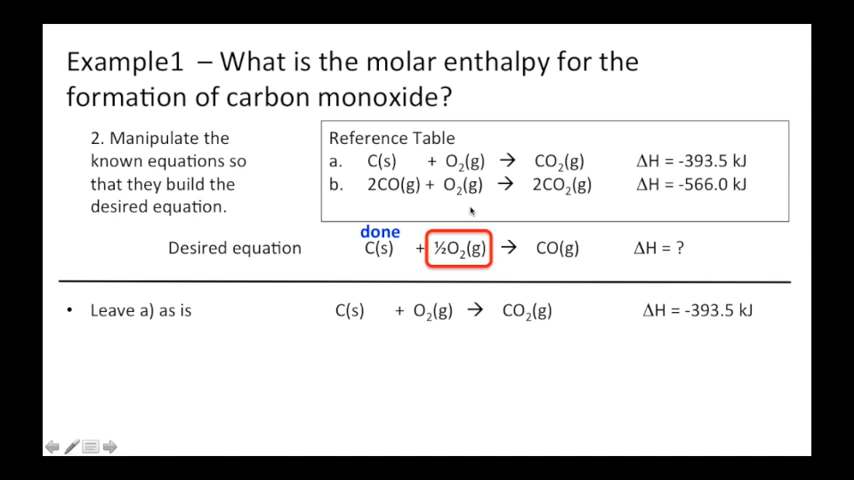 Example1 – What is the molar enthalpy for the
formation of carbon monoxide?
2. Manipulate the
known equations so
that they build the
desired equation.
Reference Table
a. C(s) + O₂(g) → CO₂(g) ΔH = -393.5 kJ
b. 2CO(g) + O₂(g) → 2CO₂(g) ΔH = -566.0 kJ
done
Desired equation C(s) + ½O₂(g) → CO(g) ΔH = ?
• Leave a) as is C(s) + O₂(g) → CO₂(g) ΔH = -393.5 kJ